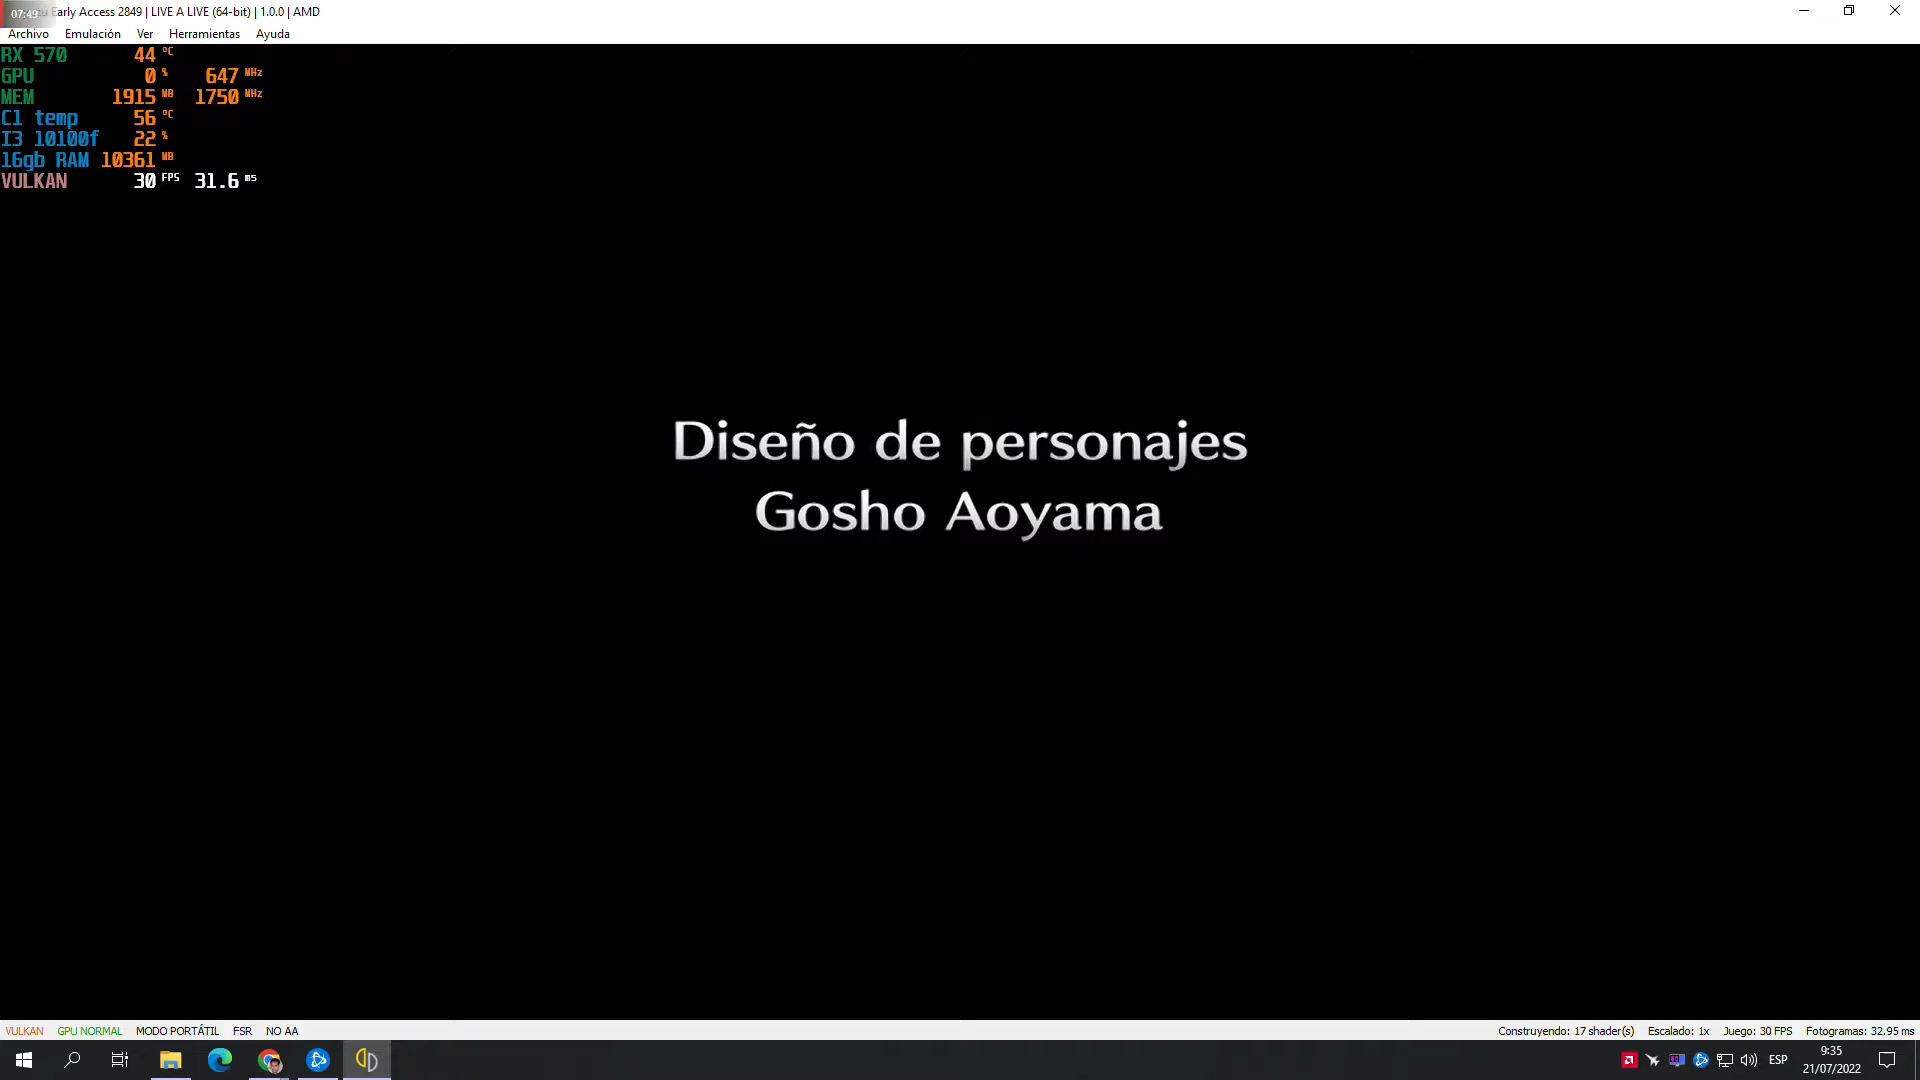 07:49 Early Access 2849 | LIVE A LIVE (64-bit) | 1.0.0 | AMD
Archivo Emulación Ver Herramientas Ayuda
RX 570 44 °C
GPU 0 % 647 MHz
MEM 1915 MB 1750 MHz
C1 temp 56 °C
I3 10100f 22 %
16gb RAM 10361 MB
VULKAN 30 FPS 31.6 ms
Diseño de personajes
Gosho Aoyama
VULKAN GPU NORMAL MODO PORTÁTIL FSR NO AA Construyendo: 17 shader(s) Escalado: 1x Juego: 30 FPS Fotogramas: 32.95 ms
ESP
9:35
21/07/2022